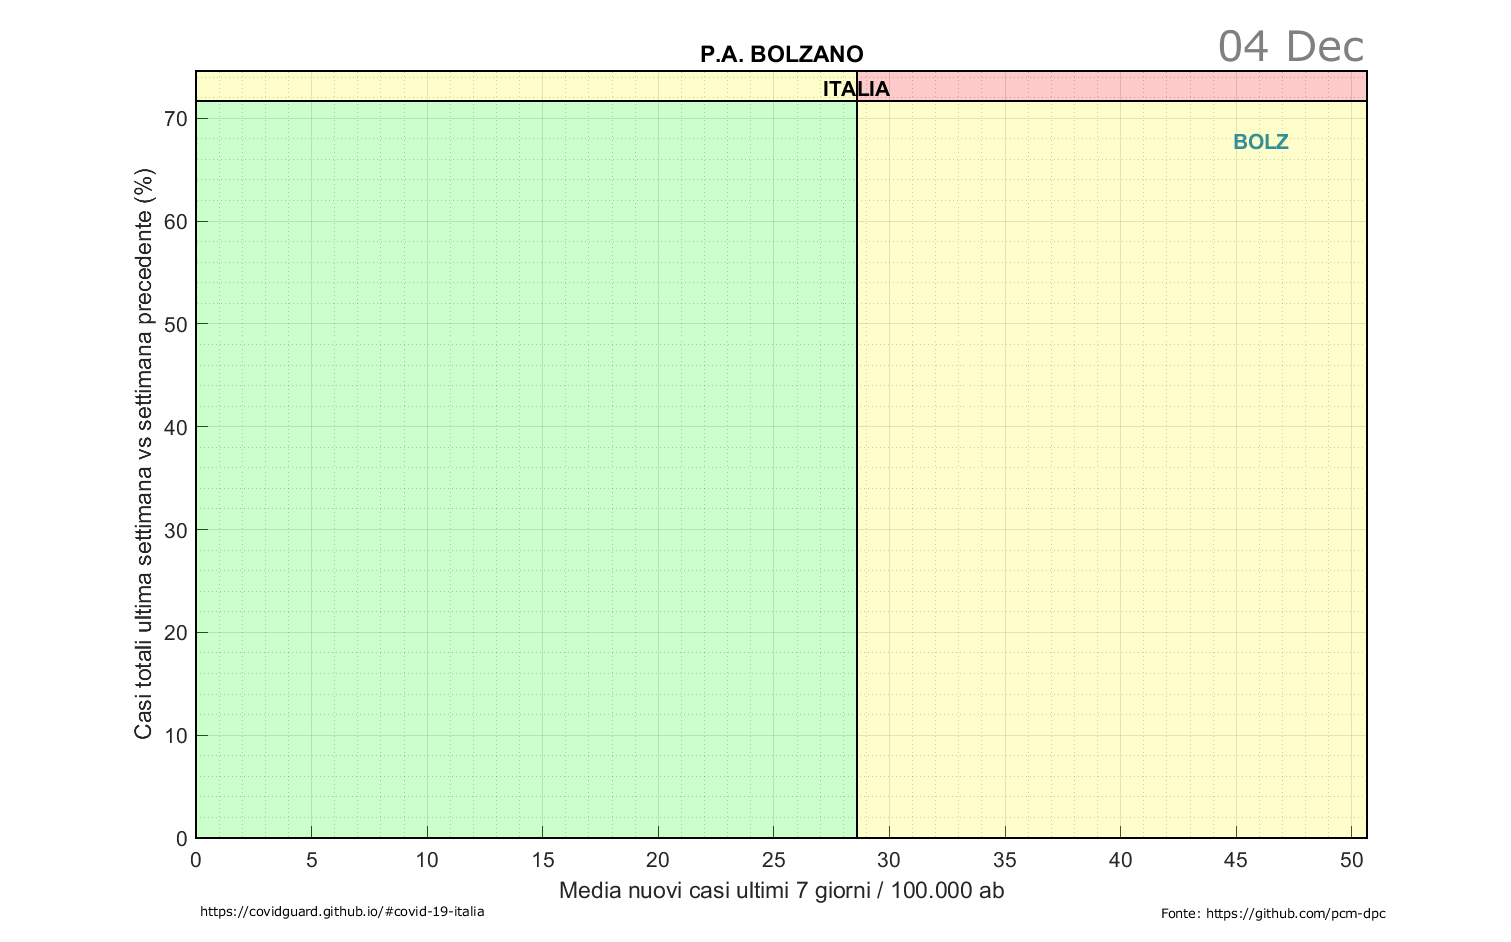 04 Dec
P.A. BOLZANO
ITALIA
BOLZ
Casi totali ultima settimana vs settimana precedente (%)
70
60
50
40
30
20
10
0
0 5 10 15 20 25 30 35 40 45 50
Media nuovi casi ultimi 7 giorni / 100.000 ab
https://covidguard.github.io/#covid-19-italia
Fonte: https://github.com/pcm-dpc